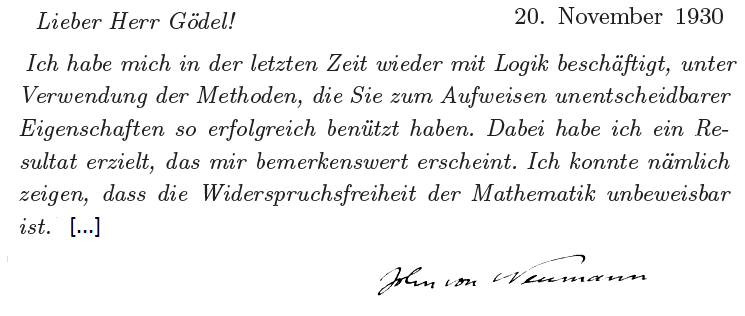 Lieber Herr Gödel! 20. November 1930
Ich habe mich in der letzten Zeit wieder mit Logik beschäftigt, unter
Verwendung der Methoden, die Sie zum Aufweisen unentscheidbarer
Eigenschaften so erfolgreich benützt haben. Dabei habe ich ein Re-
sultat erzielt, das mir bemerkenswert erscheint. Ich konnte nämlich
zeigen, dass die Widerspruchsfreiheit der Mathematik unbeweisbar
ist. [...]
John von Neumann